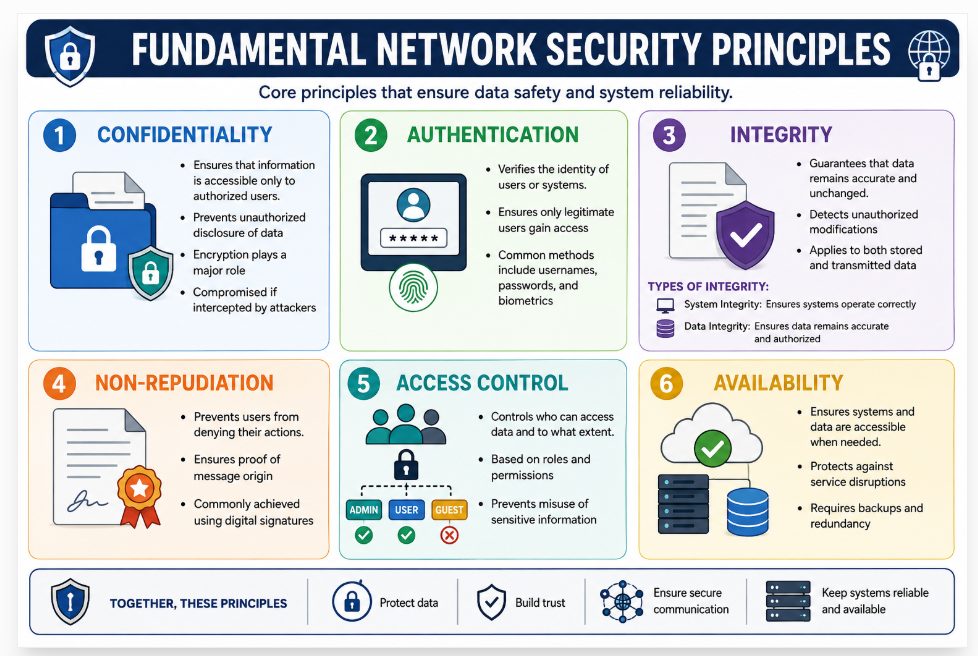 FUNDAMENTAL NETWORK SECURITY PRINCIPLES
Core principles that ensure data safety and system reliability.
1 CONFIDENTIALITY
• Ensures that information
is accessible only to
authorized users.
• Prevents unauthorized
disclosure of data
• Encryption plays a
major role
• Compromised if
intercepted by attackers
2 AUTHENTICATION
*****
• Verifies the identity of
users or systems.
• Ensures only legitimate
users gain access
• Common methods
include usernames,
passwords, and
biometrics
3 INTEGRITY
• Guarantees that data
remains accurate and
unchanged.
• Detects unauthorized
modifications
• Applies to both stored
and transmitted data
TYPES OF INTEGRITY:
System Integrity: Ensures systems operate correctly
Data Integrity: Ensures data remains accurate
and authorized
4 NON-REPUDIATION
• Prevents users from
denying their actions.
• Ensures proof of
message origin
• Commonly achieved
using digital signatures
5 ACCESS CONTROL
ADMIN USER GUEST
• Controls who can access
data and to what extent.
• Based on roles and
permissions
• Prevents misuse of
sensitive information
6 AVAILABILITY
• Ensures systems and
data are accessible
when needed.
• Protects against
service disruptions
• Requires backups and
redundancy
TOGETHER, THESE PRINCIPLES
Protect data
Build trust
Ensure secure
communication
Keep systems reliable
and available